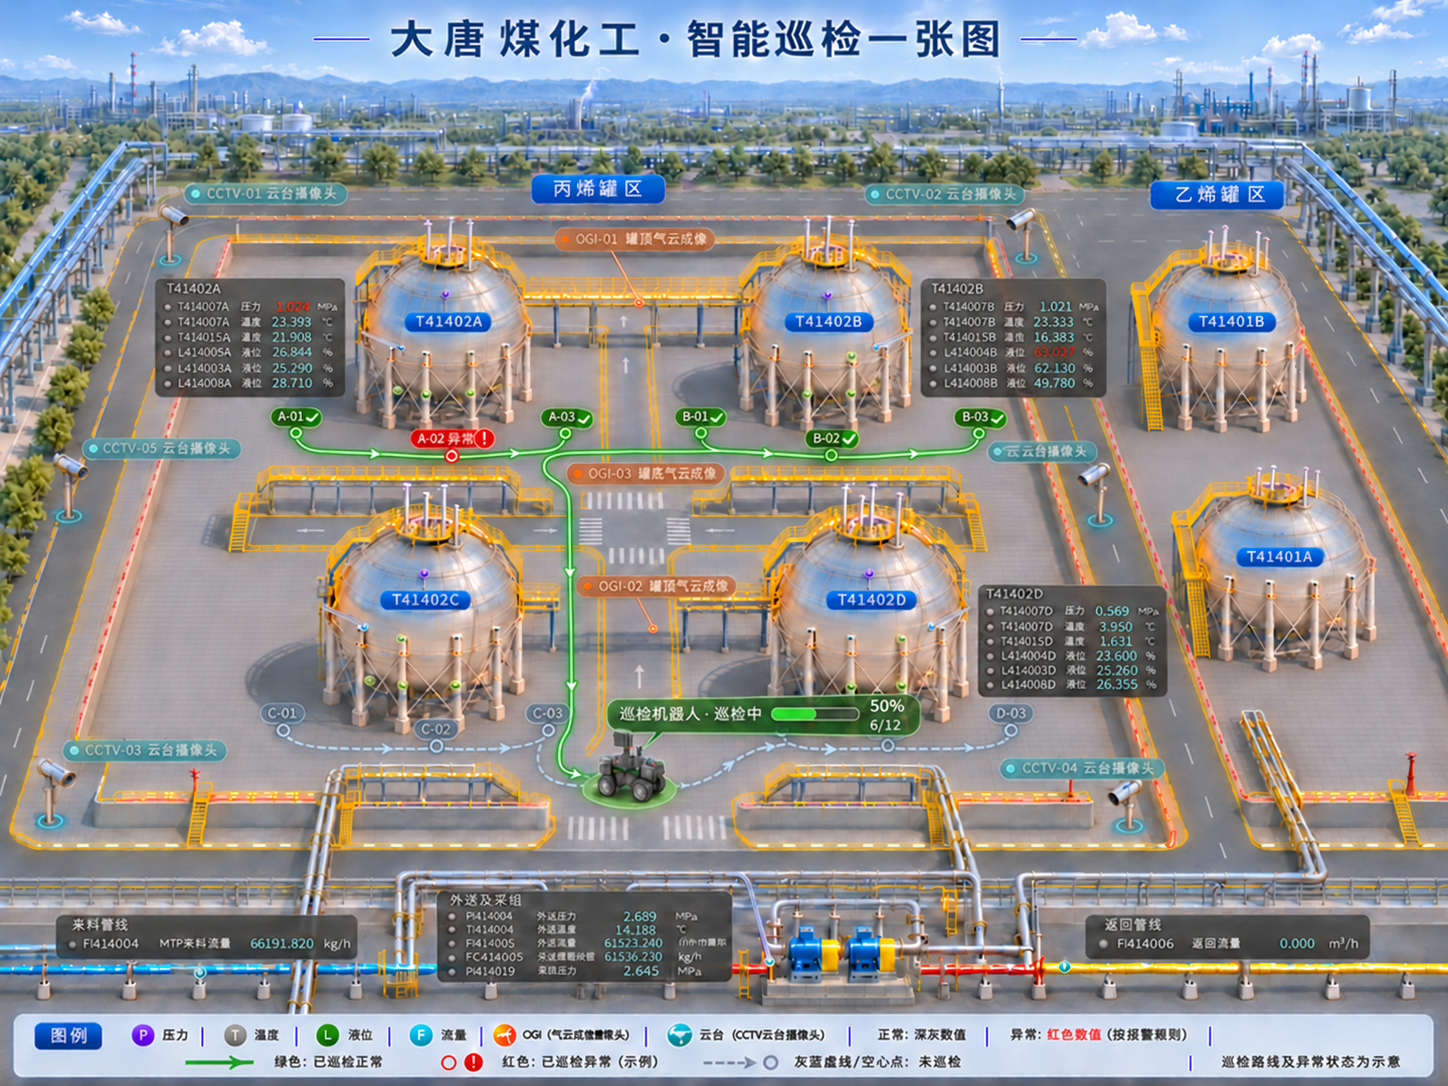 大唐 煤化工·智能巡检一张图
CCTV-01 云台摄像头
丙烯罐区
CCTV-02 云台摄像头
乙烯罐区
OGI-01 罐顶气云成像
T41402A
T414007A 压力 1.024 MPa
T414007A 温度 23.393 ℃
T414015A 温度 21.908 ℃
L414005A 液位 26.844 %
L414003A 液位 25.290 %
L414008A 液位 28.710 %
T41402A
T41402B
T41402B
T414007B 压力 1.021 MPa
T414007B 温度 23.333 ℃
T414015B 温度 16.383 ℃
L414004B 液位 63.027 %
L414003B 液位 62.130 %
L414008B 液位 49.780 %
T41401B
A-01
A-02 异常
A-03
B-01
B-02
B-03
CCTV-05 云台摄像头
云台摄像头
OGI-03 罐底气云成像
T41401A
OGI-02 罐顶气云成像
T41402C
T41402D
T41402D
T414007D 压力 0.569 MPa
T414007D 温度 3.950 ℃
T414015D 温度 1.631 ℃
L414004D 液位 23.600 %
L414003D 液位 25.260 %
L414008D 液位 26.355 %
C-01
C-02
C-03
巡检机器人·巡检中 50%
6/12
D-03
CCTV-03 云台摄像头
CCTV-04 云台摄像头
来料管线
FI414004 MTP来料流量 66191.820 kg/h
外送及采组
PI414004 外送压力 2.689 MPa
TI414004 外送温度 14.188 ℃
FI41400S 外送流量 61523.240
FC414005 61536.230 kg/h
PI414019 压力 2.645 MPa
返回管线
FI414006 返回流量 0.000 m³/h
图例
P 压力
T 温度
L 液位
F 流量
OGI (气云成像摄像头)
云台 (CCTV云台摄像头)
正常: 深灰数值
异常: 红色数值 (按报警规则)
绿色: 已巡检正常
红色: 已巡检异常 (示例)
灰蓝虚线/空心点: 未巡检
巡检路线及异常状态为示意